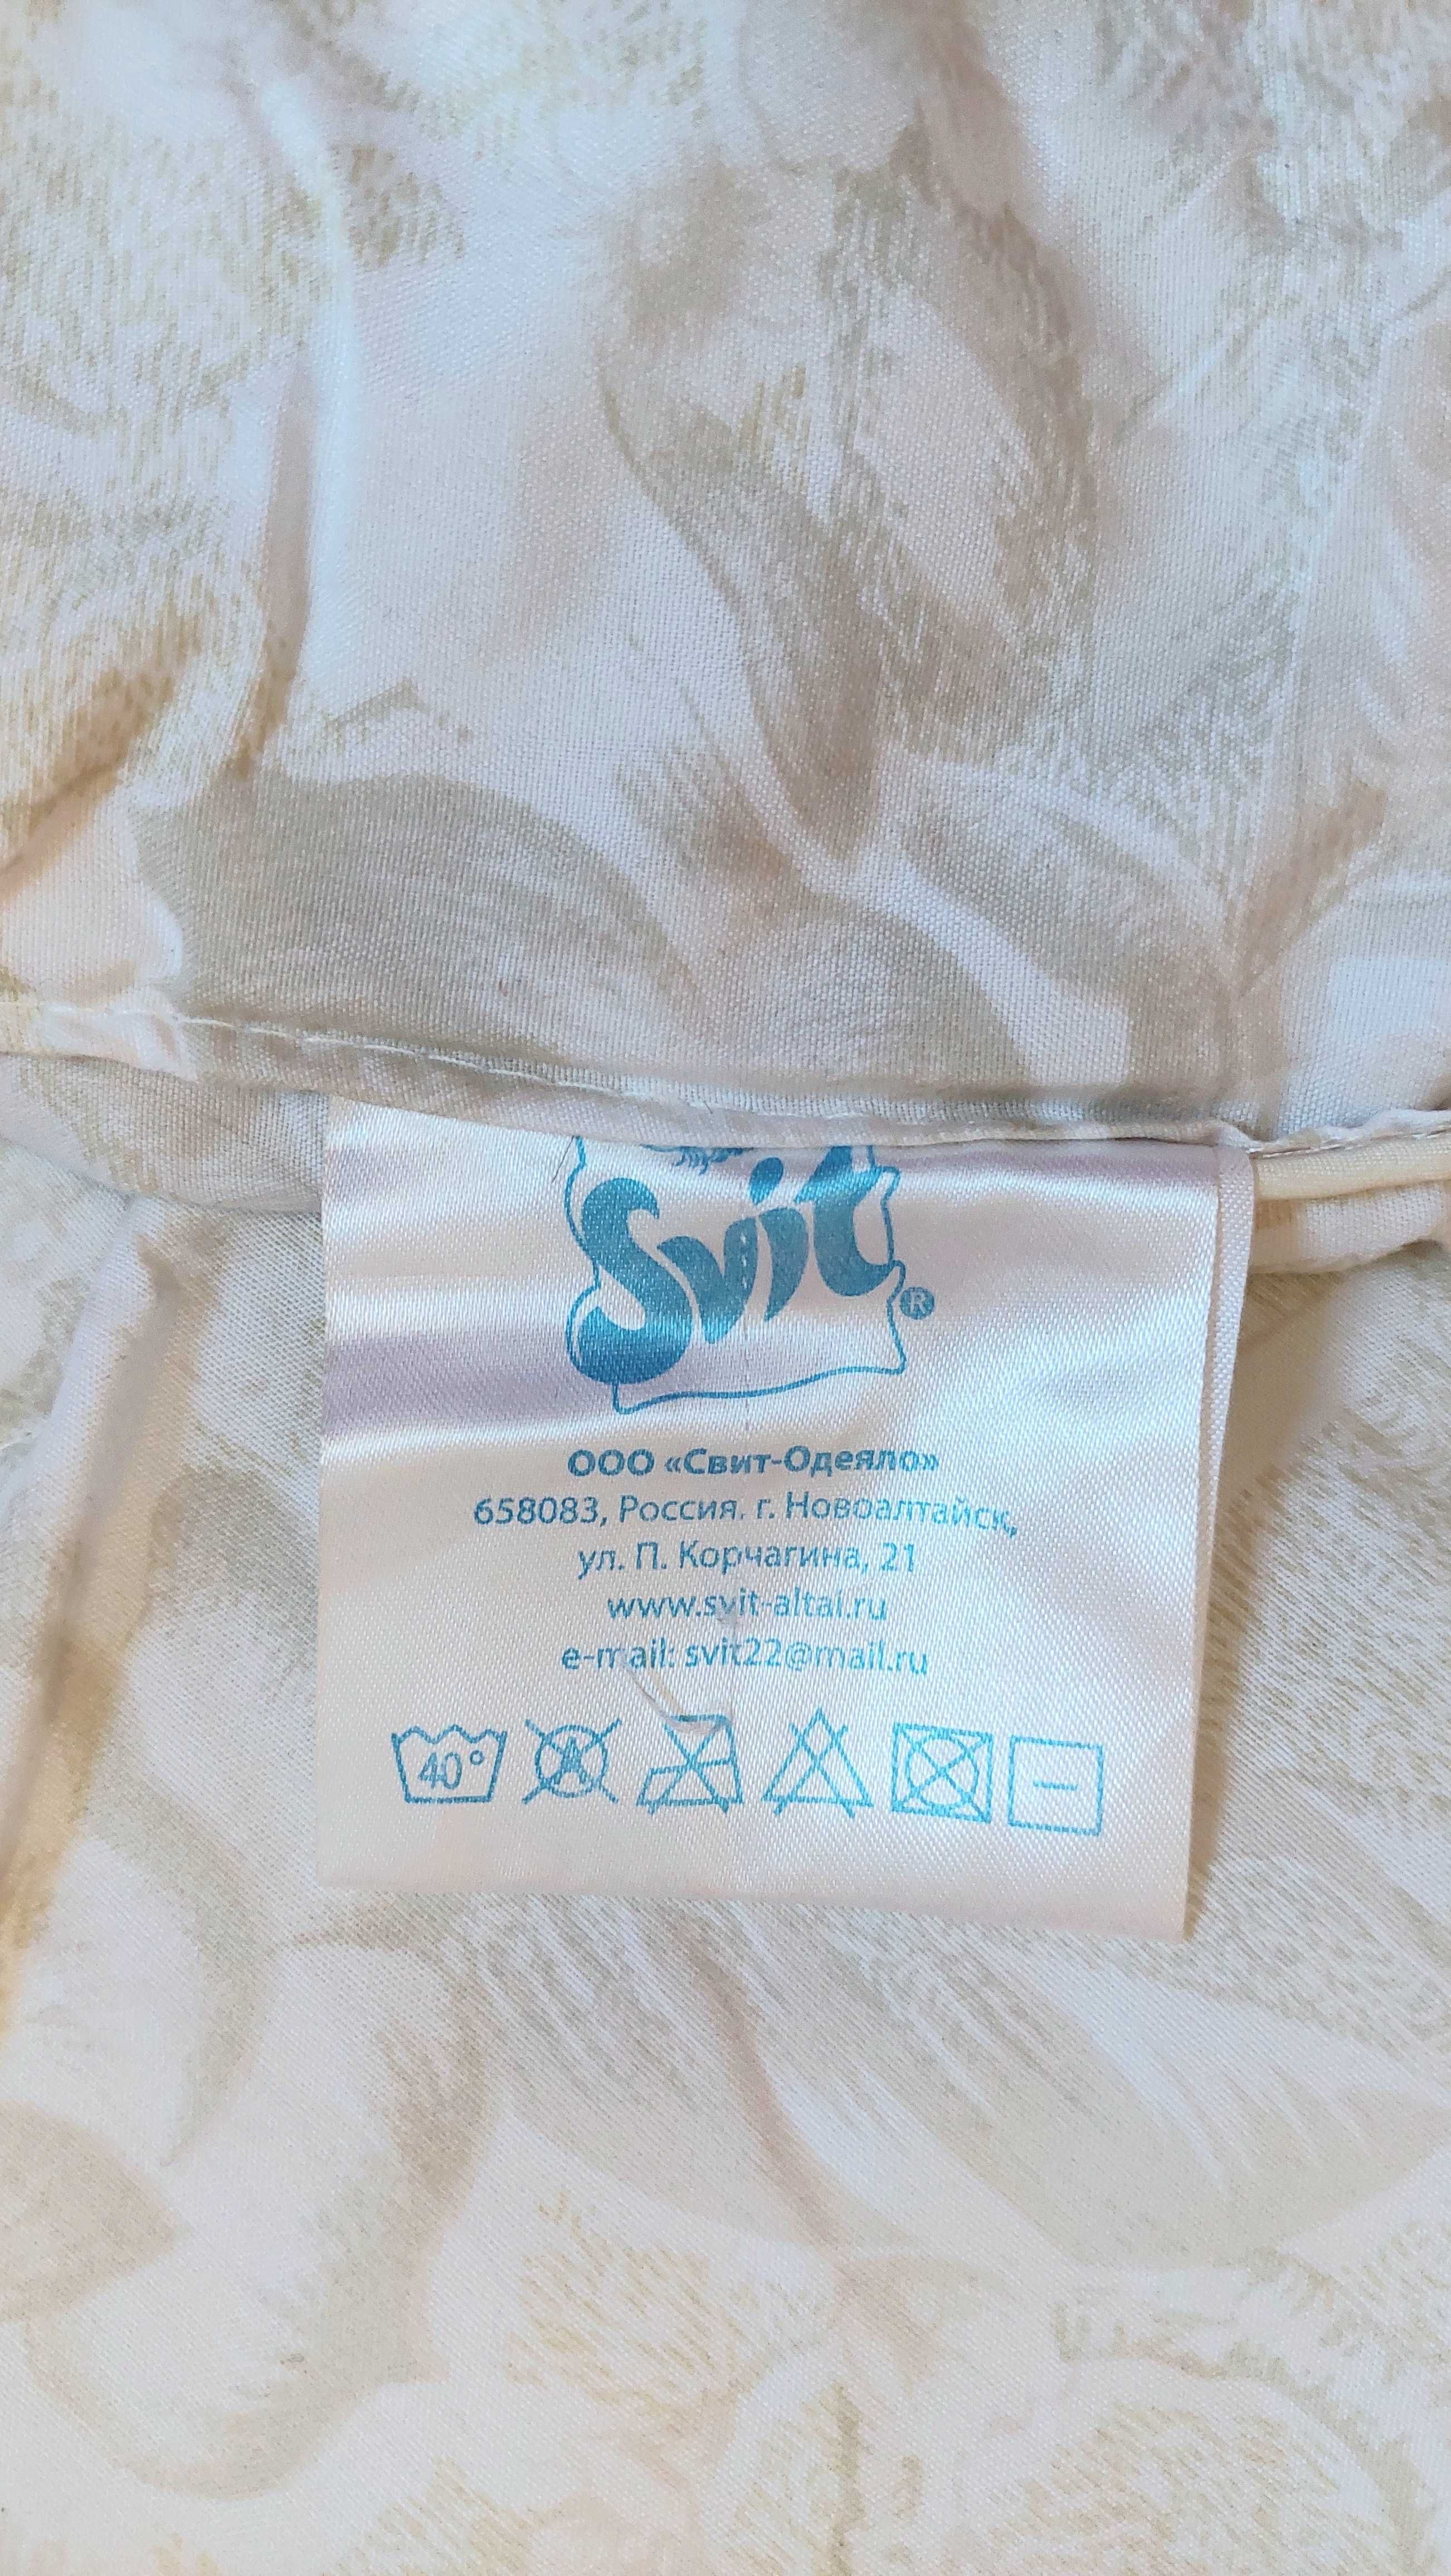 Svit®
ООО «Свит-Одеяло»
658083, Россия. г. Новоалтайск,
ул. П. Корчагина, 21
www.svit-altai.ru
e-mail: svit22@mail.ru
40° A